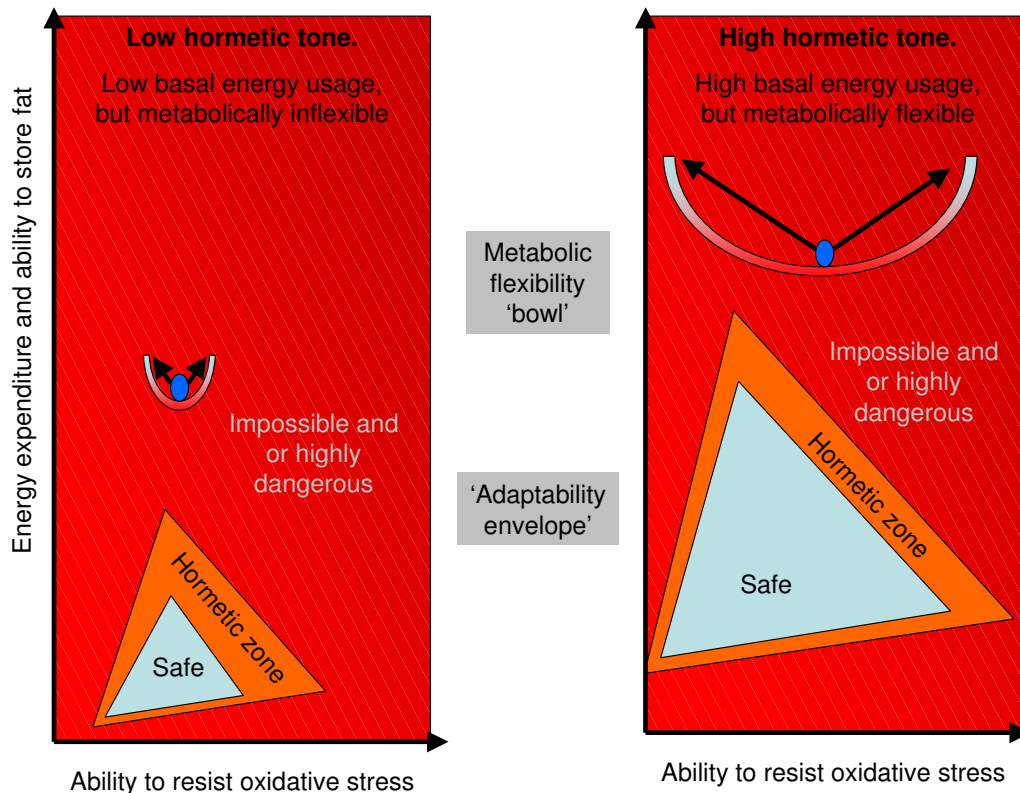 Low hormetic tone.
Low basal energy usage,
but metabolically inflexible
Energy expenditure and ability to store fat
Impossible and
or highly
dangerous
Hormetic zone
Safe
Ability to resist oxidative stress
Metabolic
flexibility
‘bowl’
‘Adaptability
envelope’
High hormetic tone.
High basal energy usage,
but metabolically flexible
Impossible and
or highly
dangerous
Hormetic zone
Safe
Ability to resist oxidative stress